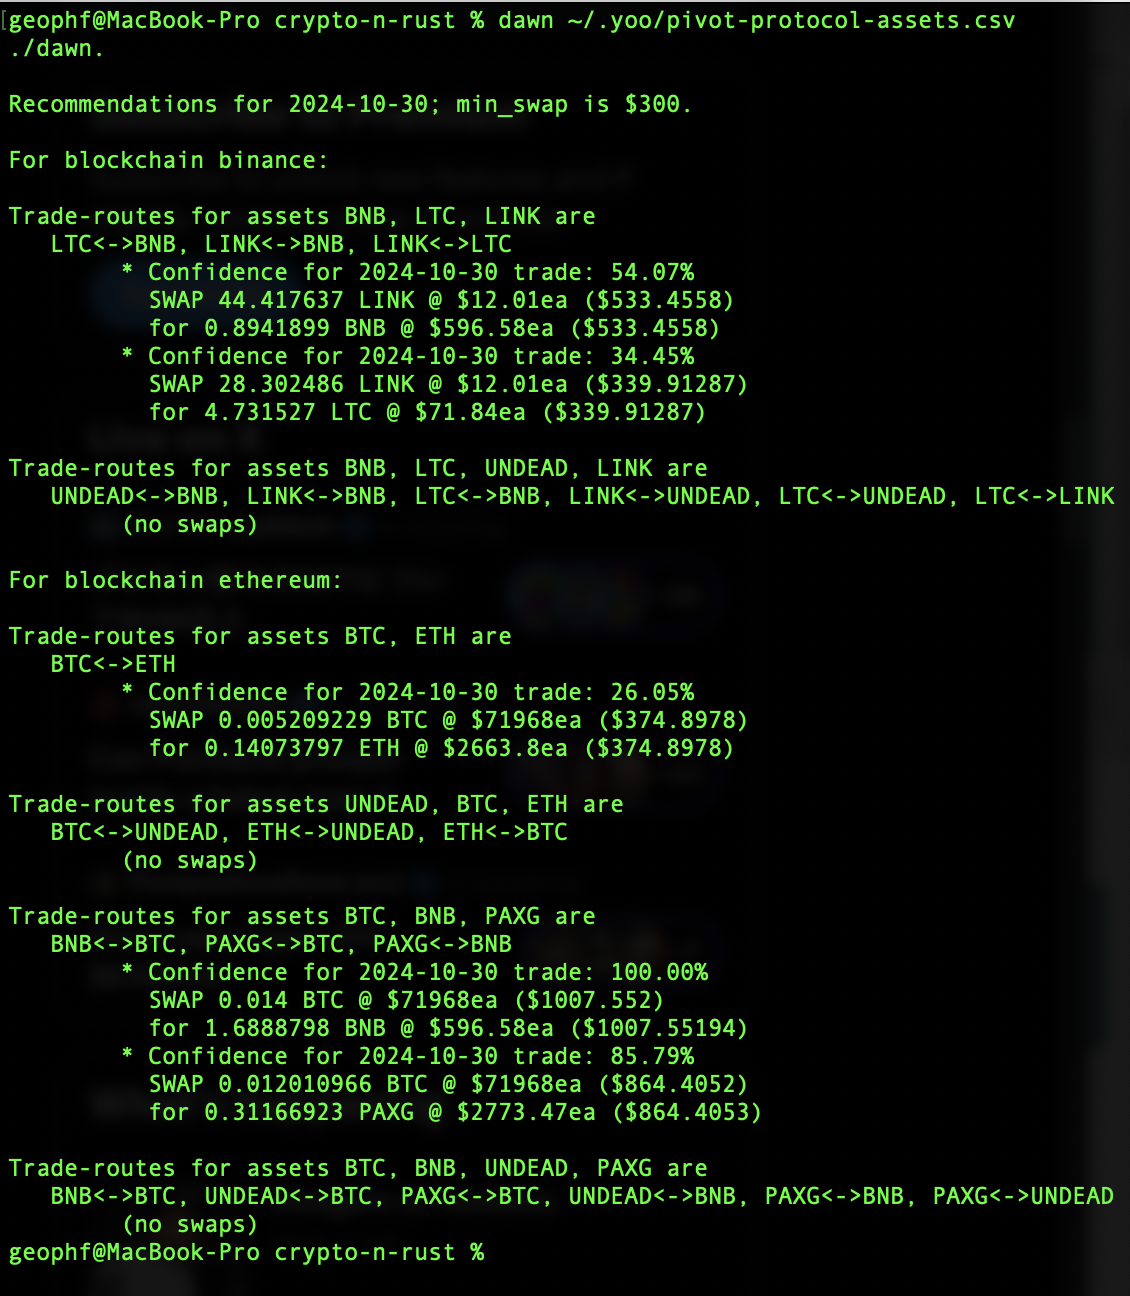 geophf@MacBook-Pro crypto-n-rust % dawn ~/.yoo/pivot-protocol-assets.csv
./dawn.
Recommendations for 2024-10-30; min_swap is $300.
For blockchain binance:
Trade-routes for assets BNB, LTC, LINK are
LTC<->BNB, LINK<->BNB, LINK<->LTC
* Confidence for 2024-10-30 trade: 54.07%
SWAP 44.417637 LINK @ $12.01ea ($533.4558)
for 0.8941899 BNB @ $596.58ea ($533.4558)
* Confidence for 2024-10-30 trade: 34.45%
SWAP 28.302486 LINK @ $12.01ea ($339.91287)
for 4.731527 LTC @ $71.84ea ($339.91287)
Trade-routes for assets BNB, LTC, UNDEAD, LINK are
UNDEAD<->BNB, LINK<->BNB, LTC<->BNB, LINK<->UNDEAD, LTC<->UNDEAD, LTC<->LINK
(no swaps)
For blockchain ethereum:
Trade-routes for assets BTC, ETH are
BTC<->ETH
* Confidence for 2024-10-30 trade: 26.05%
SWAP 0.005209229 BTC @ $71968ea ($374.8978)
for 0.14073797 ETH @ $2663.8ea ($374.8978)
Trade-routes for assets UNDEAD, BTC, ETH are
BTC<->UNDEAD, ETH<->UNDEAD, ETH<->BTC
(no swaps)
Trade-routes for assets BTC, BNB, PAXG are
BNB<->BTC, PAXG<->BTC, PAXG<->BNB
* Confidence for 2024-10-30 trade: 100.00%
SWAP 0.014 BTC @ $71968ea ($1007.552)
for 1.6888798 BNB @ $596.58ea ($1007.55194)
* Confidence for 2024-10-30 trade: 85.79%
SWAP 0.012010966 BTC @ $71968ea ($864.4052)
for 0.31166923 PAXG @ $2773.47ea ($864.4053)
Trade-routes for assets BTC, BNB, UNDEAD, PAXG are
BNB<->BTC, UNDEAD<->BTC, PAXG<->BTC, UNDEAD<->BNB, PAXG<->BNB, PAXG<->UNDEAD
(no swaps)
geophf@MacBook-Pro crypto-n-rust %